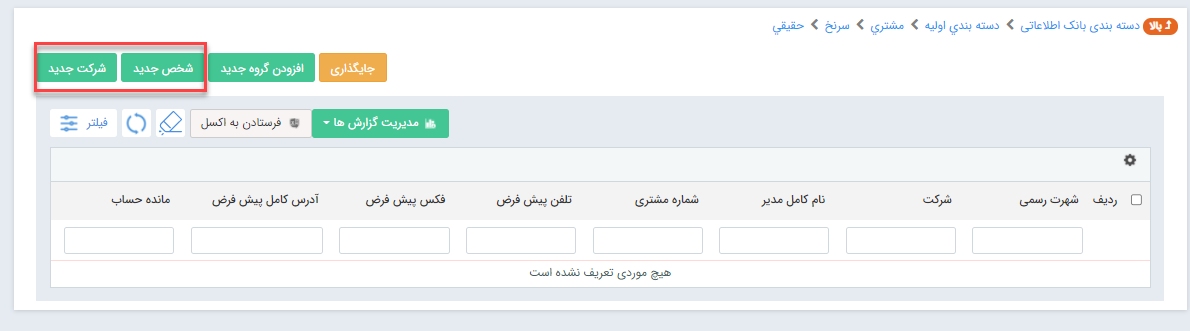 بالا دسته بندی بانک اطلاعاتی > دسته بندي اوليه > مشتري > سرنخ > حقيقي
جایگذاری افزودن گروه جدید شخص جدید شرکت جدید
مدیریت گزارش ها فرستادن به اکسل فیلتر
ردیف شهرت رسمی شرکت نام کامل مدیر شماره مشتری تلفن پیش فرض فکس پیش فرض آدرس کامل پیش فرض مانده حساب
هیچ موردی تعریف نشده است